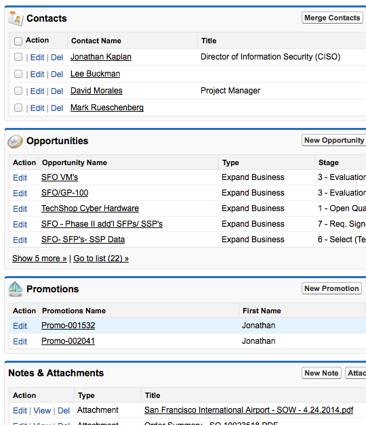 Contacts Merge Contacts
Action Contact Name Title
| Edit | Del Jonathan Kaplan Director of Information Security (CISO)
| Edit | Del Lee Buckman
| Edit | Del David Morales Project Manager
| Edit | Del Mark Rueschenberg
Opportunities New Opportunity
Action Opportunity Name Type Stage
Edit SFO VM's Expand Business 3 - Evaluation
Edit SFO/GP-100 Expand Business 3 - Evaluation
Edit TechShop Cyber Hardware Expand Business 1 - Open Qua
Edit SFO - Phase II add'l SFPs/ SSP's Expand Business 7 - Req. Sign
Edit SFO- SFP's- SSP Data Expand Business 6 - Select (Te
Show 5 more » | Go to list (22) »
Promotions New Promotion
Action Promotions Name First Name
Edit Promo-001532 Jonathan
Edit Promo-002041 Jonathan
Notes & Attachments New Note Attac
Action Type Title
Edit | View | Del Attachment San Francisco International Airport - SOW - 4.24.2014.pdf